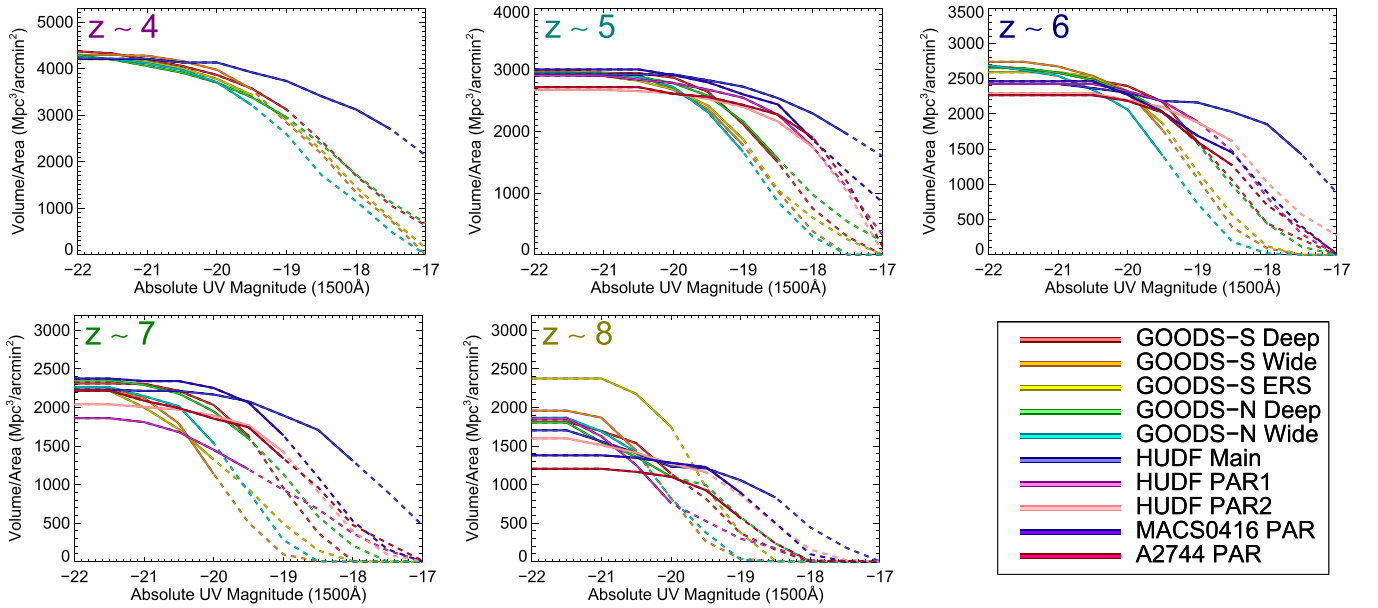 z ~ 4
Volume/Area (Mpc³/arcmin²)
5000
4000
3000
2000
1000
0
−22 −21 −20 −19 −18 −17
Absolute UV Magnitude (1500Å)
z ~ 5
Volume/Area (Mpc³/arcmin²)
4000
3000
2000
1000
0
−22 −21 −20 −19 −18 −17
Absolute UV Magnitude (1500Å)
z ~ 6
Volume/Area (Mpc³/arcmin²)
3500
3000
2500
2000
1500
1000
500
0
−22 −21 −20 −19 −18 −17
Absolute UV Magnitude (1500Å)
z ~ 7
Volume/Area (Mpc³/arcmin²)
3000
2500
2000
1500
1000
500
0
−22 −21 −20 −19 −18 −17
Absolute UV Magnitude (1500Å)
z ~ 8
Volume/Area (Mpc³/arcmin²)
3000
2500
2000
1500
1000
500
0
−22 −21 −20 −19 −18 −17
Absolute UV Magnitude (1500Å)
GOODS−S Deep
GOODS−S Wide
GOODS−S ERS
GOODS−N Deep
GOODS−N Wide
HUDF Main
HUDF PAR1
HUDF PAR2
MACS0416 PAR
A2744 PAR